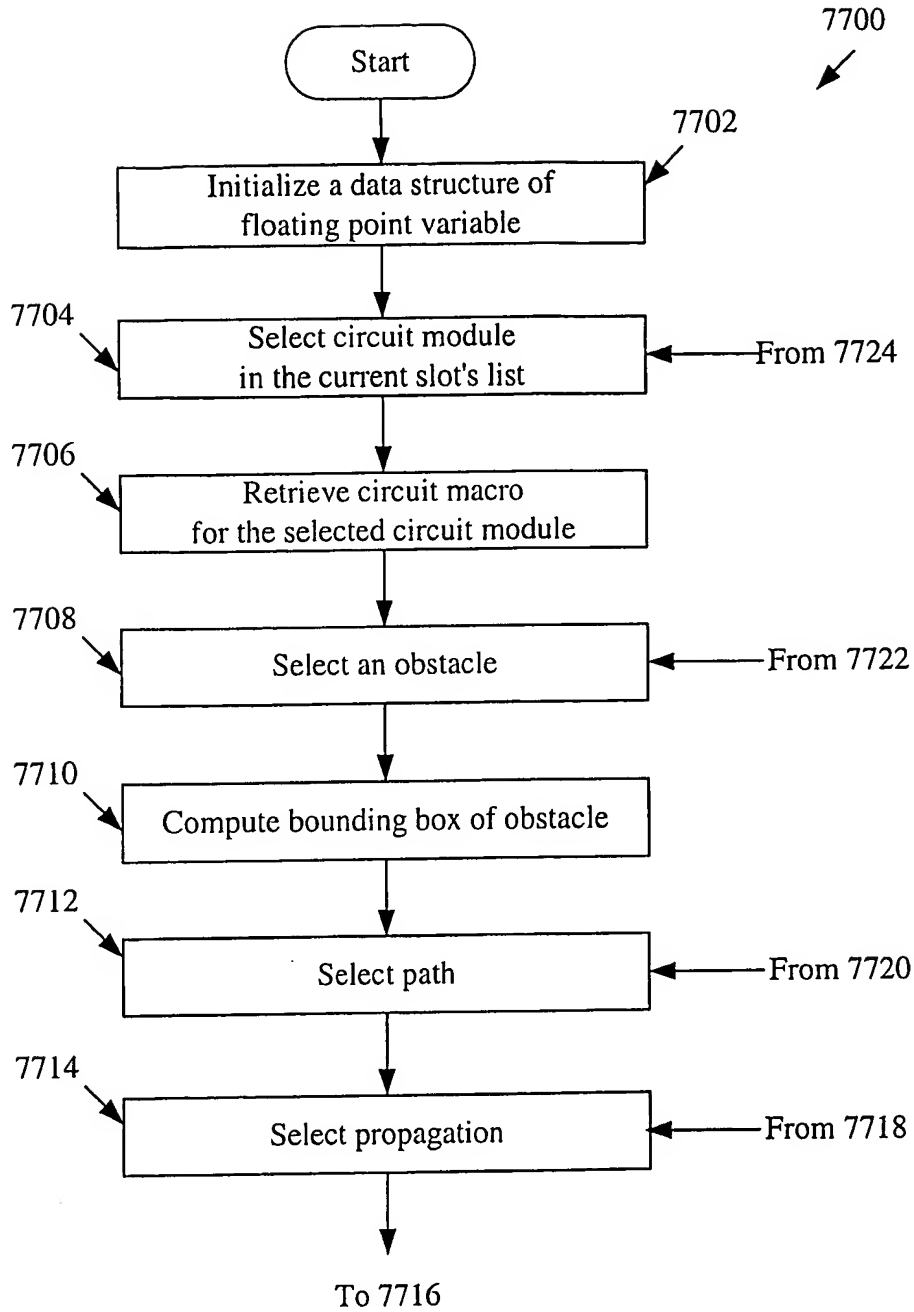 7700
Start
7702
Initialize a data structure of
floating point variable
7704
Select circuit module
in the current slot's list
From 7724
7706
Retrieve circuit macro
for the selected circuit module
7708
Select an obstacle
From 7722
7710
Compute bounding box of obstacle
7712
Select path
From 7720
7714
Select propagation
From 7718
To 7716